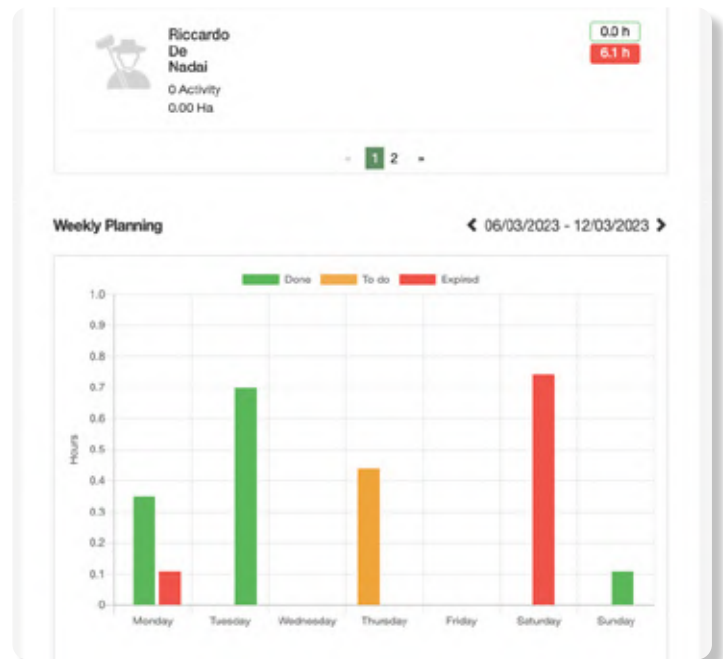 Riccardo
De
Nadai
0 Activity
0.00 Ha
0.0 h
6.1 h
« 1 2 »
Weekly Planning
06/03/2023 - 12/03/2023
Done To do Expired
Hours
1.0
0.9
0.8
0.7
0.6
0.5
0.4
0.3
0.2
0.1
0
Monday Tuesday Wednesday Thursday Friday Saturday Sunday